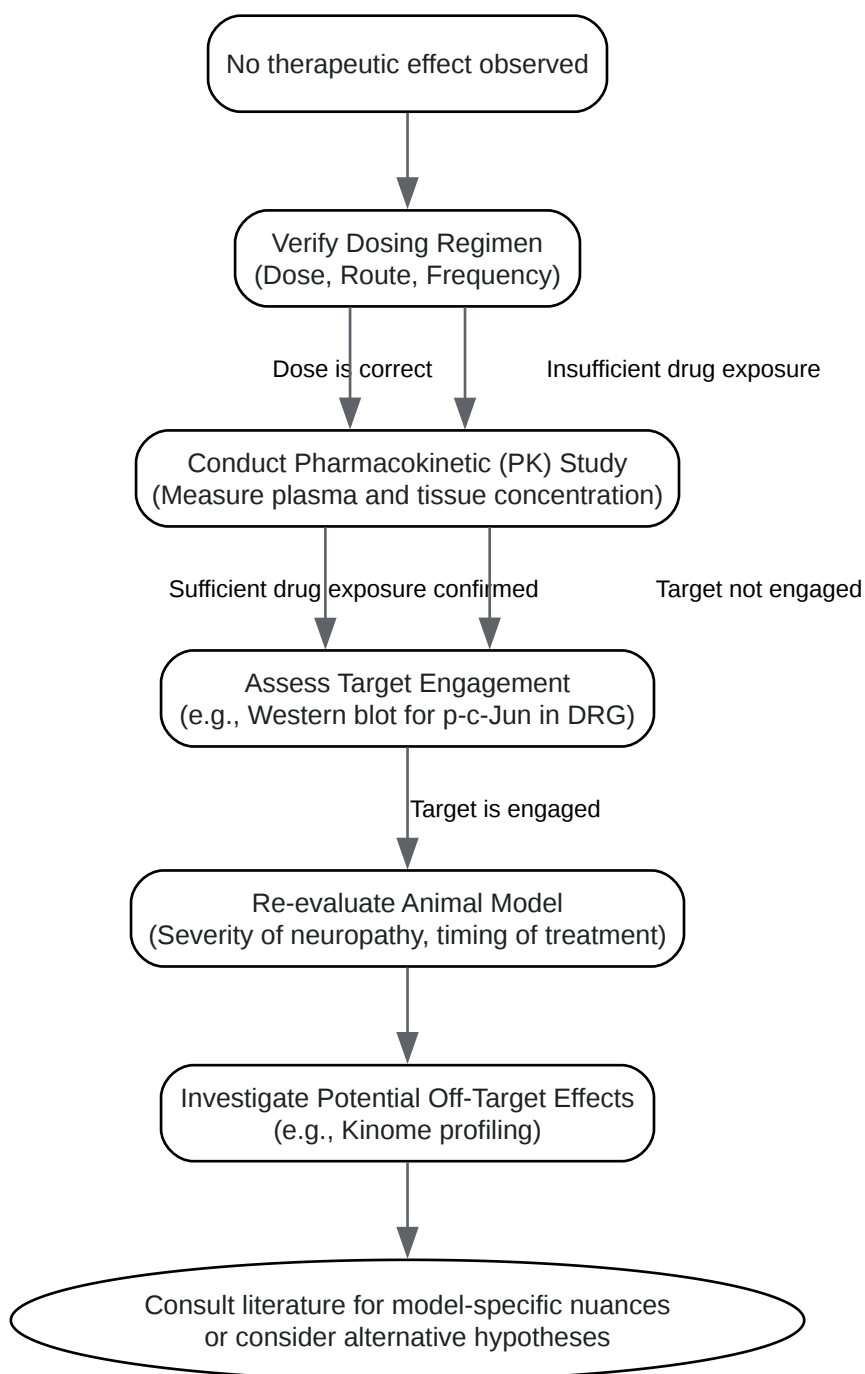 No therapeutic effect observed
Verify Dosing Regimen
(Dose, Route, Frequency)
Dose is correct
Insufficient drug exposure
Conduct Pharmacokinetic (PK) Study
(Measure plasma and tissue concentration)
Sufficient drug exposure confirmed
Target not engaged
Assess Target Engagement
(e.g., Western blot for p-c-Jun in DRG)
Target is engaged
Re-evaluate Animal Model
(Severity of neuropathy, timing of treatment)
Investigate Potential Off-Target Effects
(e.g., Kinome profiling)
Consult literature for model-specific nuances
or consider alternative hypotheses